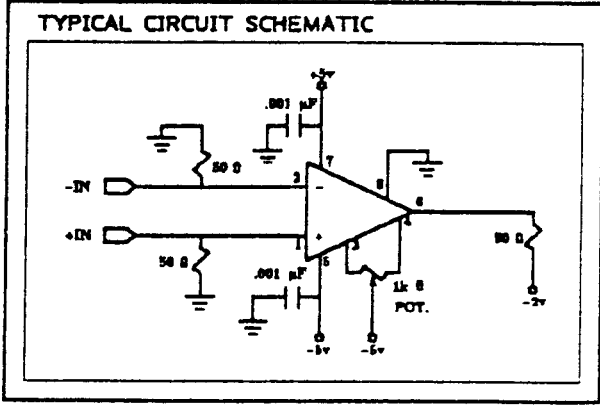 TYPICAL CIRCUIT SCHEMATIC
+5v
.001 µF
7
50 Ω
2
-IN
-
8
6
+IN
+
1
4
3
50 Ω
5
50 Ω
.001 µF
1k Ω
POT.
-2v
-5v
-5v